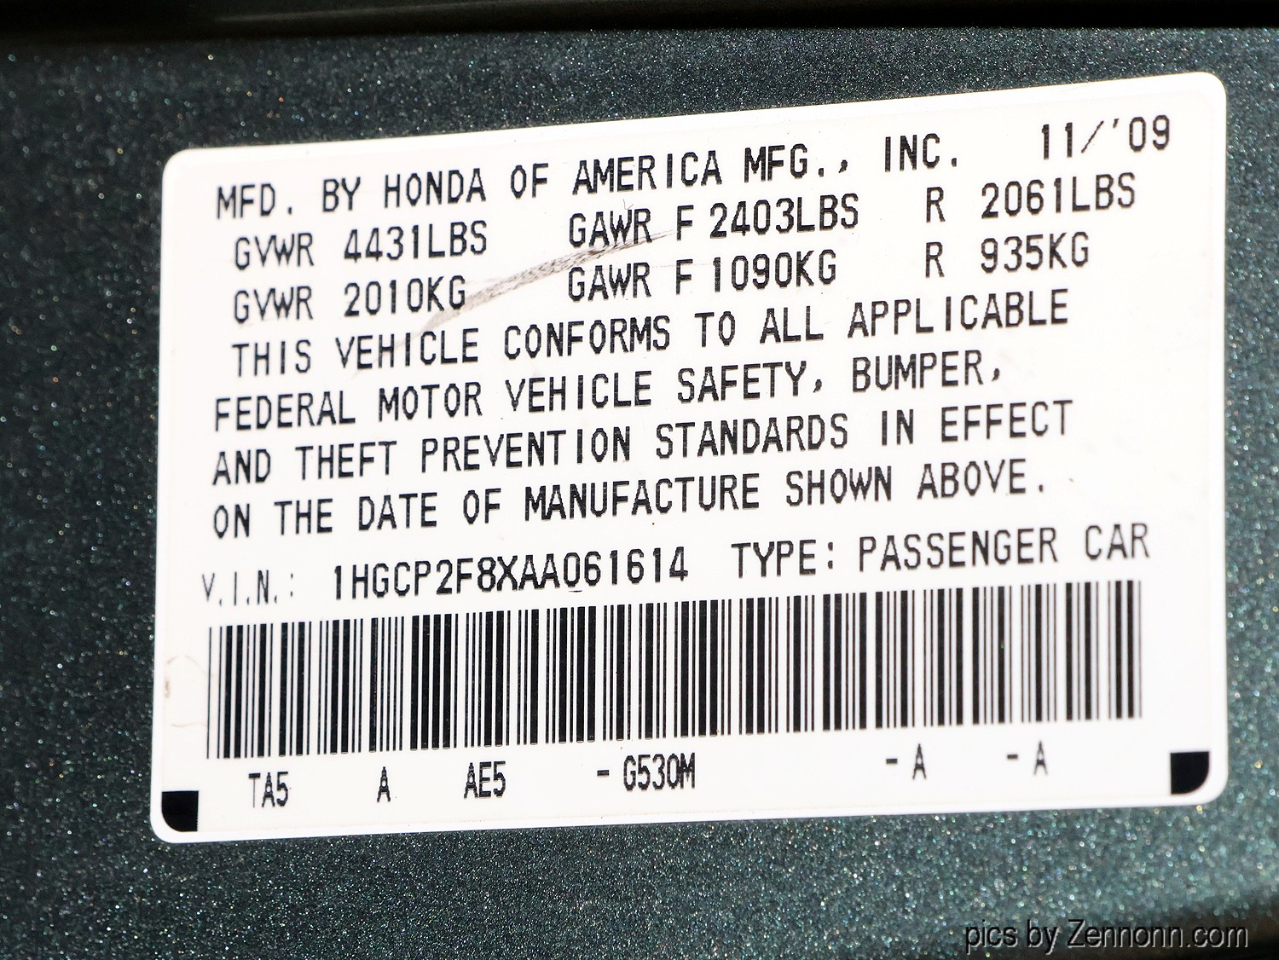 MFD. BY HONDA OF AMERICA MFG., INC. 11/'09
GVWR 4431LBS GAWR F 2403LBS R 2061LBS
GVWR 2010KG GAWR F 1090KG R 935KG
THIS VEHICLE CONFORMS TO ALL APPLICABLE
FEDERAL MOTOR VEHICLE SAFETY, BUMPER,
AND THEFT PREVENTION STANDARDS IN EFFECT
ON THE DATE OF MANUFACTURE SHOWN ABOVE.
V.I.N.: 1HGCP2F8XAA061614 TYPE: PASSENGER CAR
TA5 A AE5 -G530M -A -A
pics by Zennonn.com